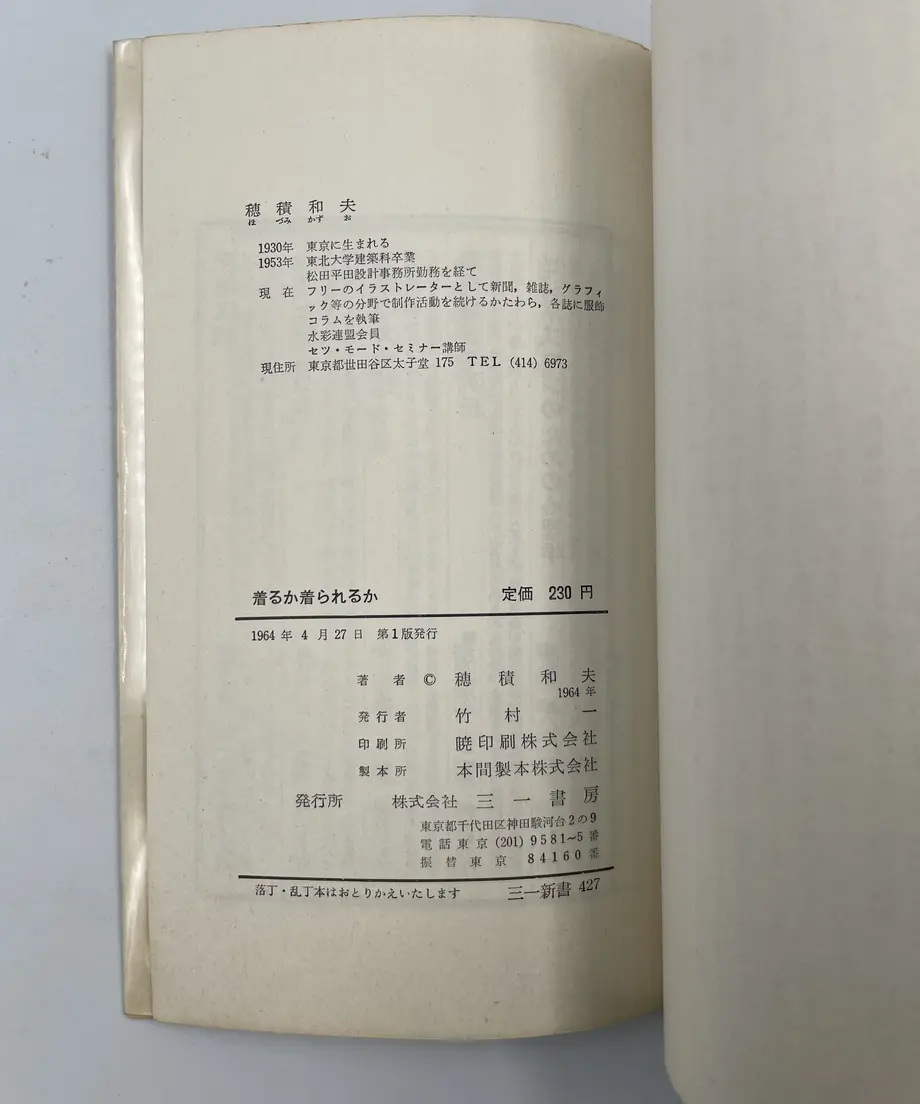 穂積和夫
ほづみかずお
1930年 東京に生まれる
1953年 東北大学建築科卒業
松田平田設計事務所勤務を経て
現在 フリーのイラストレーターとして新聞，雑誌，グラフィ
ック等の分野で制作活動を続けるかたわら，各誌に服飾
コラムを執筆
水彩連盟会員
セツ・モード・セミナー講師
現住所 東京都世田谷区太子堂 175 TEL (414) 6973
着るか着られるか 定価 230 円
1964 年 4 月 27 日 第1版発行
著者 © 穂積和夫
1964 年
発行者 竹村一
印刷所 暁印刷株式会社
製本所 本間製本株式会社
発行所 株式会社 三一書房
東京都千代田区神田駿河台2の9
電話東京 (201) 9581~5 番
振替東京 84160 番
落丁・乱丁本はおとりかえいたします 三一新書 427